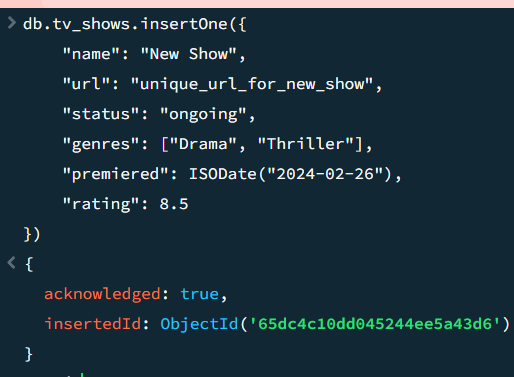 > db.tv_shows.insertOne({
"name": "New Show",
"url": "unique_url_for_new_show",
"status": "ongoing",
"genres": ["Drama", "Thriller"],
"premiered": ISODate("2024-02-26"),
"rating": 8.5
})
< {
acknowledged: true,
insertedId: ObjectId('65dc4c10dd045244ee5a43d6')
}